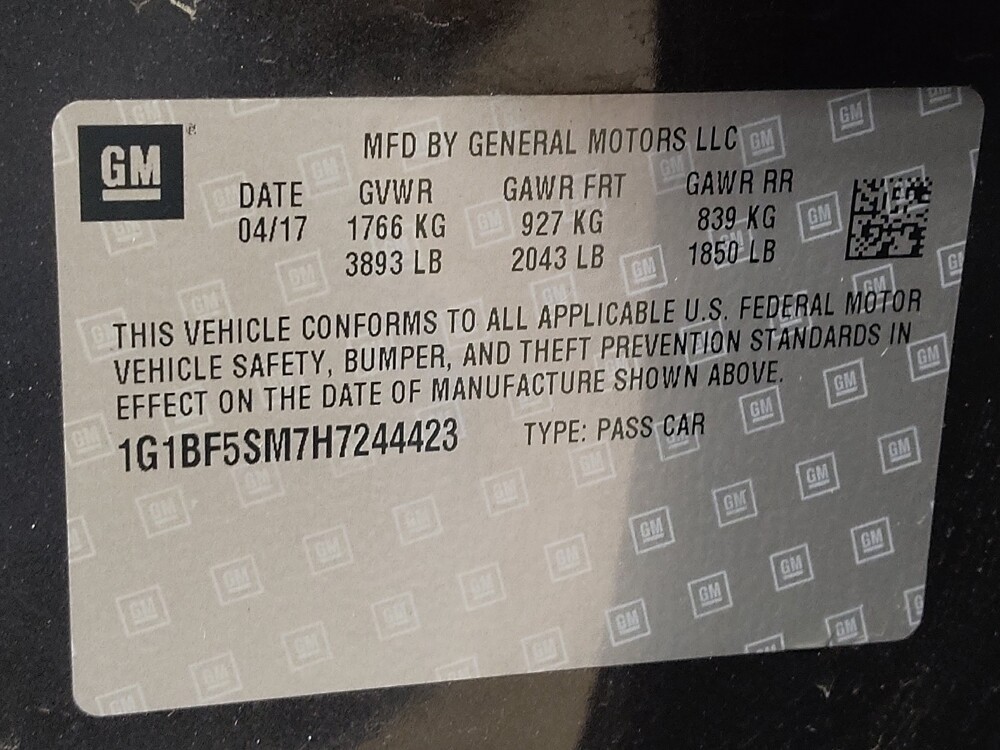 GM
MFD BY GENERAL MOTORS LLC
DATE GVWR GAWR FRT GAWR RR
04/17 1766 KG 927 KG 839 KG
3893 LB 2043 LB 1850 LB
THIS VEHICLE CONFORMS TO ALL APPLICABLE U.S. FEDERAL MOTOR
VEHICLE SAFETY, BUMPER, AND THEFT PREVENTION STANDARDS IN
EFFECT ON THE DATE OF MANUFACTURE SHOWN ABOVE.
1G1BF5SM7H7244423 TYPE: PASS CAR